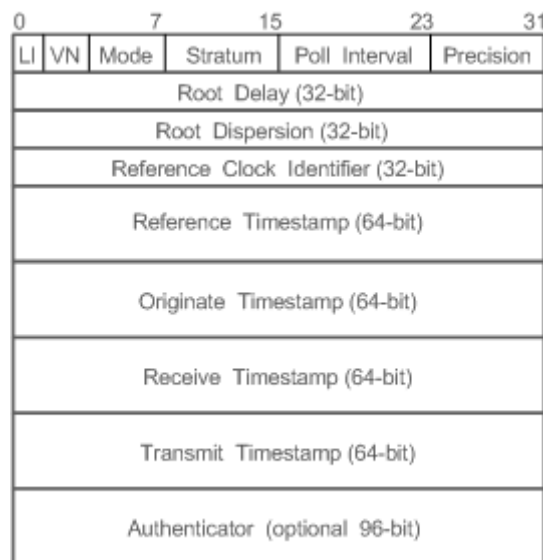 0 7 15 23 31
LI VN Mode Stratum Poll Interval Precision
Root Delay (32-bit)
Root Dispersion (32-bit)
Reference Clock Identifier (32-bit)
Reference Timestamp (64-bit)
Originate Timestamp (64-bit)
Receive Timestamp (64-bit)
Transmit Timestamp (64-bit)
Authenticator (optional 96-bit)